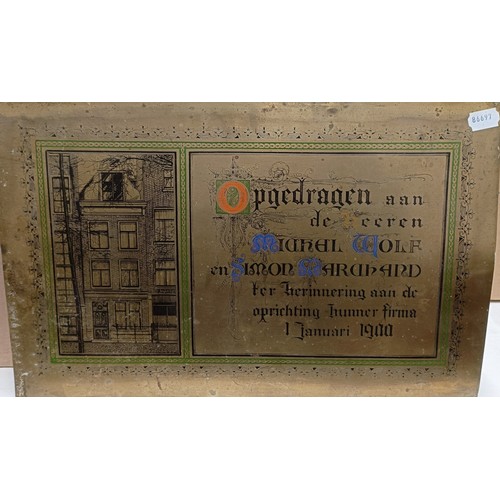 86697
Opgedragen aan
de Heeren
Michel Wolf
en Simon Marchand
ter herinnering aan de
oprichting hunner firma
1 Januari 1900